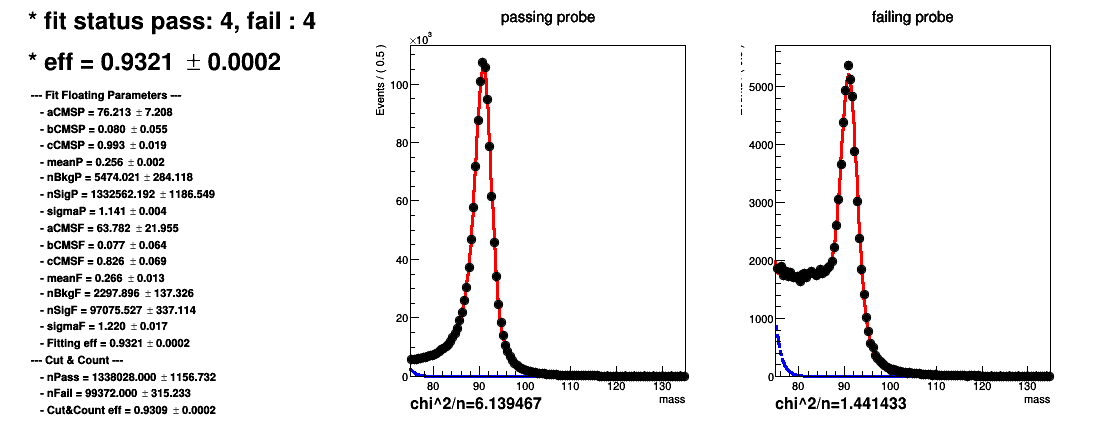 * fit status pass: 4, fail : 4
* eff = 0.9321 ± 0.0002
--- Fit Floating Parameters ---
- aCMSP = 76.213 ± 7.208
- bCMSP = 0.080 ± 0.055
- cCMSP = 0.993 ± 0.019
- meanP = 0.256 ± 0.002
- nBkgP = 5474.021 ± 284.118
- nSigP = 1332562.192 ± 1186.549
- sigmaP = 1.141 ± 0.004
- aCMSF = 63.782 ± 21.955
- bCMSF = 0.077 ± 0.064
- cCMSF = 0.826 ± 0.069
- meanF = 0.266 ± 0.013
- nBkgF = 2297.896 ± 137.326
- nSigF = 97075.527 ± 337.114
- sigmaF = 1.220 ± 0.017
- Fitting eff = 0.9321 ± 0.0002
--- Cut & Count ---
- nPass = 1338028.000 ± 1156.732
- nFail = 99372.000 ± 315.233
- Cut&Count eff = 0.9309 ± 0.0002
passing probe
×10³
Events / ( 0.5 )
100
80
60
40
20
0
80 90 100 110 120 130
mass
chi^2/n=6.139467
failing probe
5000
4000
3000
2000
1000
0
80 90 100 110 120 130
mass
chi^2/n=1.441433